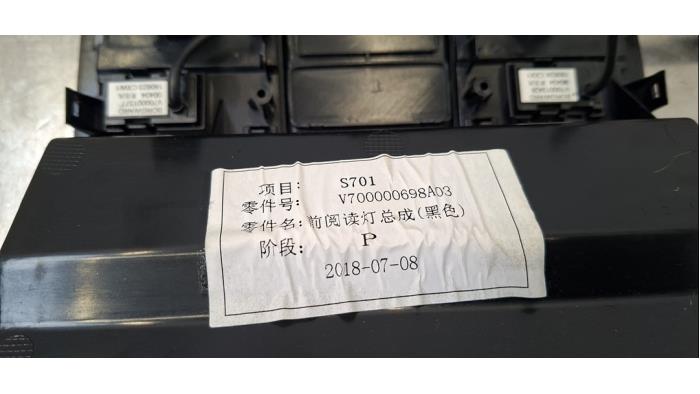 项目: S701
零件号: V700000698A03
零件名: 前阅读灯总成(黑色)
阶段: P
2018-07-08